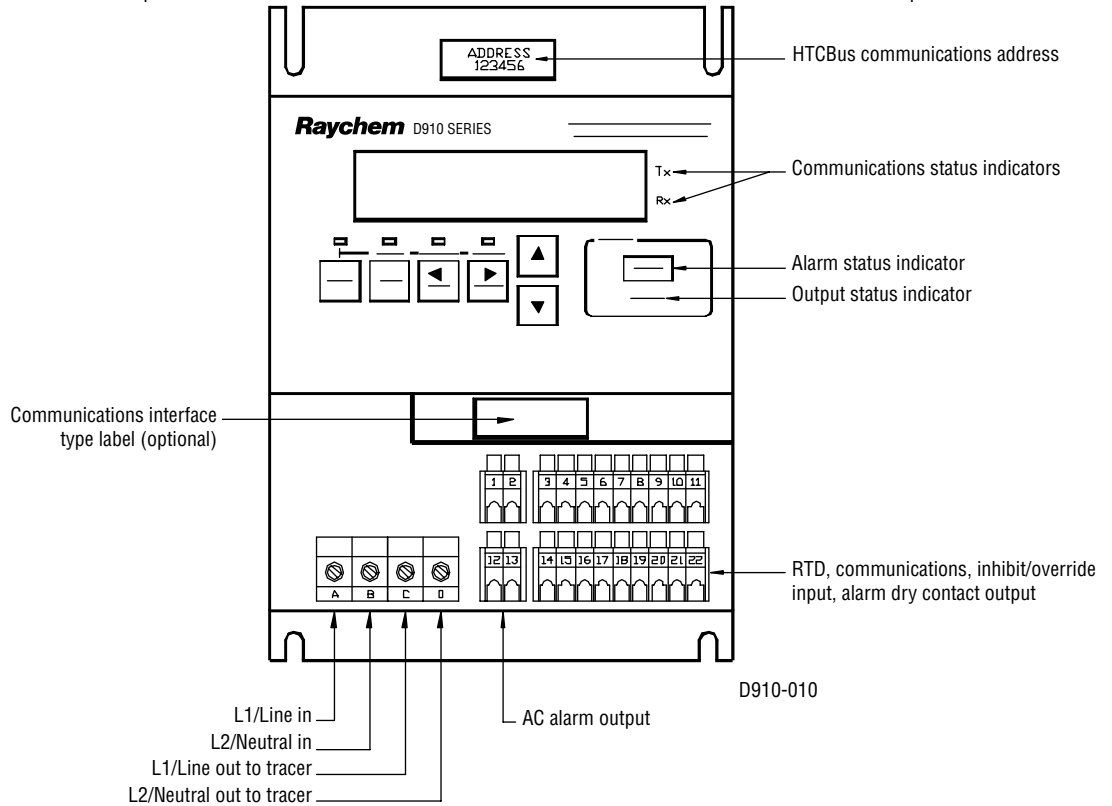 ADDRESS
123456
HTCBus communications address
Raychem D910 SERIES
Tx
Rx
Communications status indicators
Alarm status indicator
Output status indicator
Communications interface
type label (optional)
1 2 3 4 5 6 7 8 9 10 11
12 13 14 15 16 17 18 19 20 21 22
A B C D
RTD, communications, inhibit/override
input, alarm dry contact output
D910-010
L1/Line in
AC alarm output
L2/Neutral in
L1/Line out to tracer
L2/Neutral out to tracer